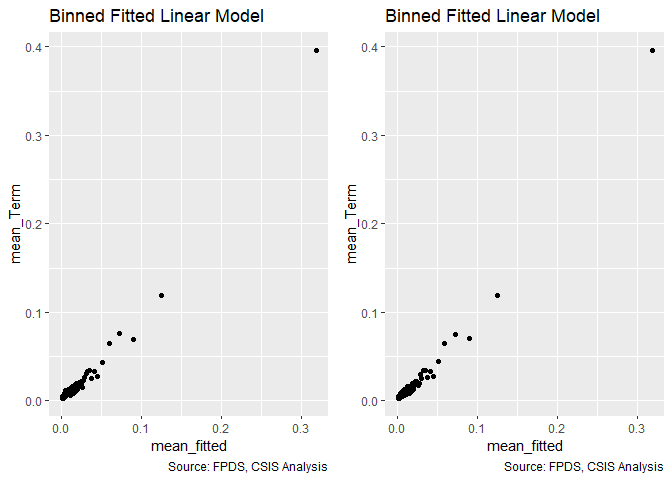 Binned Fitted Linear Model
mean_Term
0.4
0.3
0.2
0.1
0.0
0.0 0.1 0.2 0.3
mean_fitted
Source: FPDS, CSIS Analysis
Binned Fitted Linear Model
mean_Term
0.4
0.3
0.2
0.1
0.0
0.0 0.1 0.2 0.3
mean_fitted
Source: FPDS, CSIS Analysis